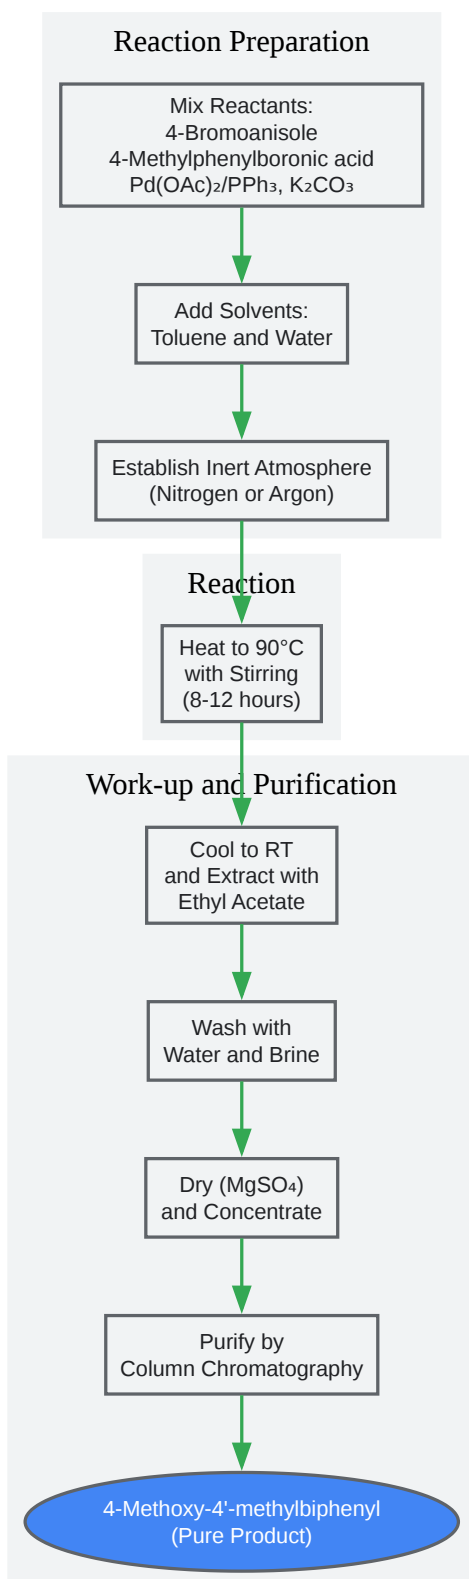 Reaction Preparation
Mix Reactants:
4-Bromoanisole
4-Methylphenylboronic acid
Pd(OAc)₂/PPh₃, K₂CO₃
Add Solvents:
Toluene and Water
Establish Inert Atmosphere
(Nitrogen or Argon)
Reaction
Heat to 90°C
with Stirring
(8-12 hours)
Work-up and Purification
Cool to RT
and Extract with
Ethyl Acetate
Wash with
Water and Brine
Dry (MgSO₄)
and Concentrate
Purify by
Column Chromatography
4-Methoxy-4'-methylbiphenyl
(Pure Product)